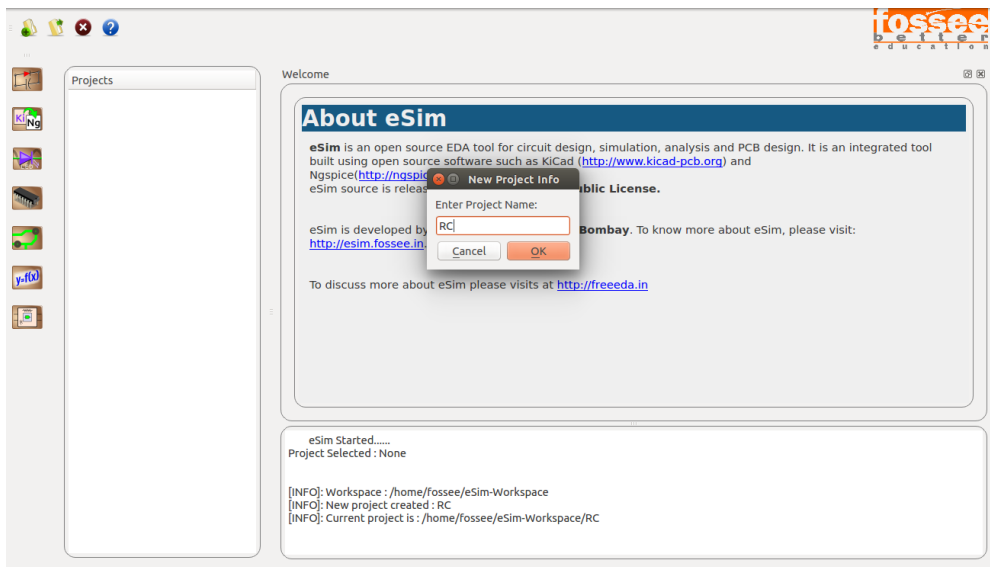 fossee
better
education
Projects
Welcome
Ki
Ng
y=f(x)
About eSim
eSim is an open source EDA tool for circuit design, simulation, analysis and PCB design. It is an integrated tool
built using open source software such as KiCad (http://www.kicad-pcb.org) and
Ngspice(http://ngspic
eSim source is releas
ublic License.
eSim is developed by
Bombay. To know more about eSim, please visit:
http://esim.fossee.in.
To discuss more about eSim please visits at http://freeeda.in
New Project Info
Enter Project Name:
RC
Cancel OK
eSim Started......
Project Selected : None
[INFO]: Workspace : /home/fossee/eSim-Workspace
[INFO]: New project created : RC
[INFO]: Current project is : /home/fossee/eSim-Workspace/RC